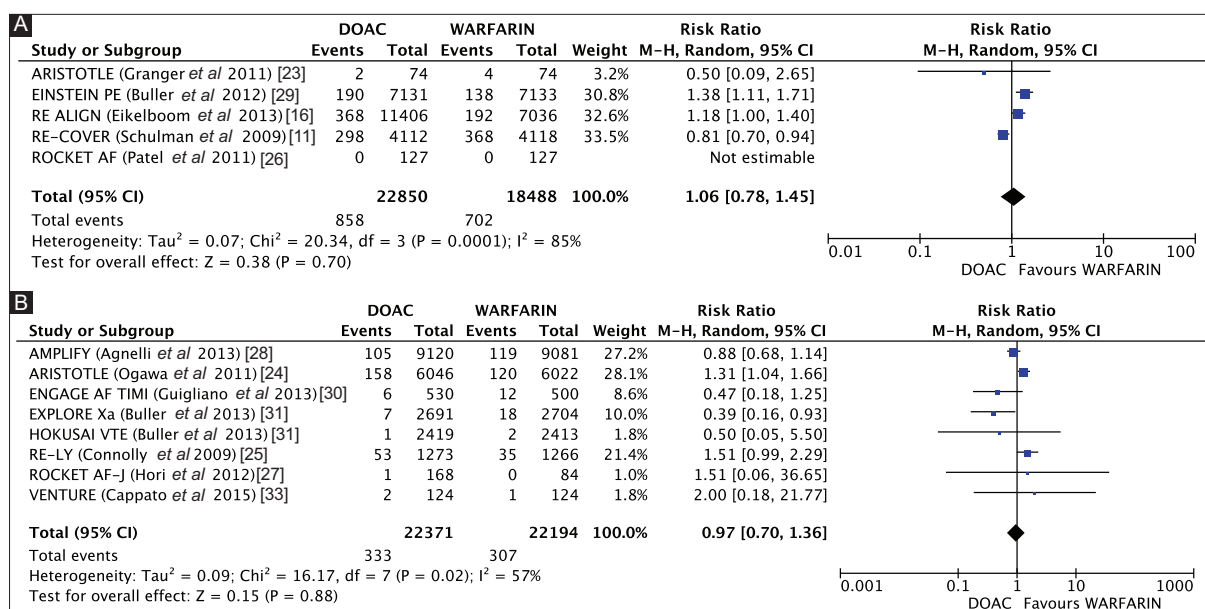 A
DOAC WARFARIN Risk Ratio Risk Ratio
Study or Subgroup Events Total Events Total Weight M-H, Random, 95% CI M-H, Random, 95% CI
ARISTOTLE (Granger et al 2011) [23] 2 74 4 74 3.2% 0.50 [0.09, 2.65]
EINSTEIN PE (Buller et al 2012) [29] 190 7131 138 7133 30.8% 1.38 [1.11, 1.71]
RE ALIGN (Eikelboom et al 2013) [16] 368 11406 192 7036 32.6% 1.18 [1.00, 1.40]
RE-COVER (Schulman et al 2009) [11] 298 4112 368 4118 33.5% 0.81 [0.70, 0.94]
ROCKET AF (Patel et al 2011) [26] 0 127 0 127 Not estimable
Total (95% CI) 22850 18488 100.0% 1.06 [0.78, 1.45]
Total events 858 702
Heterogeneity: Tau² = 0.07; Chi² = 20.34, df = 3 (P = 0.0001); I² = 85%
Test for overall effect: Z = 0.38 (P = 0.70)
0.01 0.1 1 10 100
DOAC Favours WARFARIN
B
DOAC WARFARIN Risk Ratio Risk Ratio
Study or Subgroup Events Total Events Total Weight M-H, Random, 95% CI M-H, Random, 95% CI
AMPLIFY (Agnelli et al 2013) [28] 105 9120 119 9081 27.2% 0.88 [0.68, 1.14]
ARISTOTLE (Ogawa et al 2011) [24] 158 6046 120 6022 28.1% 1.31 [1.04, 1.66]
ENGAGE AF TIMI (Guigliano et al 2013) [30] 6 530 12 500 8.6% 0.47 [0.18, 1.25]
EXPLORE Xa (Buller et al 2013) [31] 7 2691 18 2704 10.0% 0.39 [0.16, 0.93]
HOKUSAI VTE (Buller et al 2013) [31] 1 2419 2 2413 1.8% 0.50 [0.05, 5.50]
RE-LY (Connolly et al 2009) [25] 53 1273 35 1266 21.4% 1.51 [0.99, 2.29]
ROCKET AF-J (Hori et al 2012) [27] 1 168 0 84 1.0% 1.51 [0.06, 36.65]
VENTURE (Cappato et al 2015) [33] 2 124 1 124 1.8% 2.00 [0.18, 21.77]
Total (95% CI) 22371 22194 100.0% 0.97 [0.70, 1.36]
Total events 333 307
Heterogeneity: Tau² = 0.09; Chi² = 16.17, df = 7 (P = 0.02); I² = 57%
Test for overall effect: Z = 0.15 (P = 0.88)
0.001 0.1 1 10 1000
DOAC Favours WARFARIN